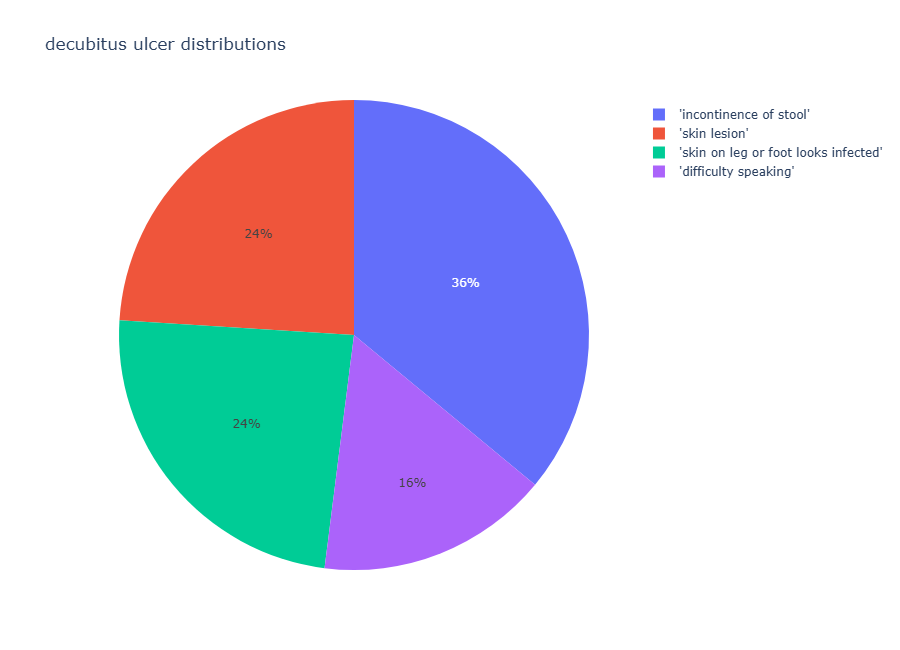 decubitus ulcer distributions
'incontinence of stool'
'skin lesion'
'skin on leg or foot looks infected'
'difficulty speaking'
24%
36%
24%
16%